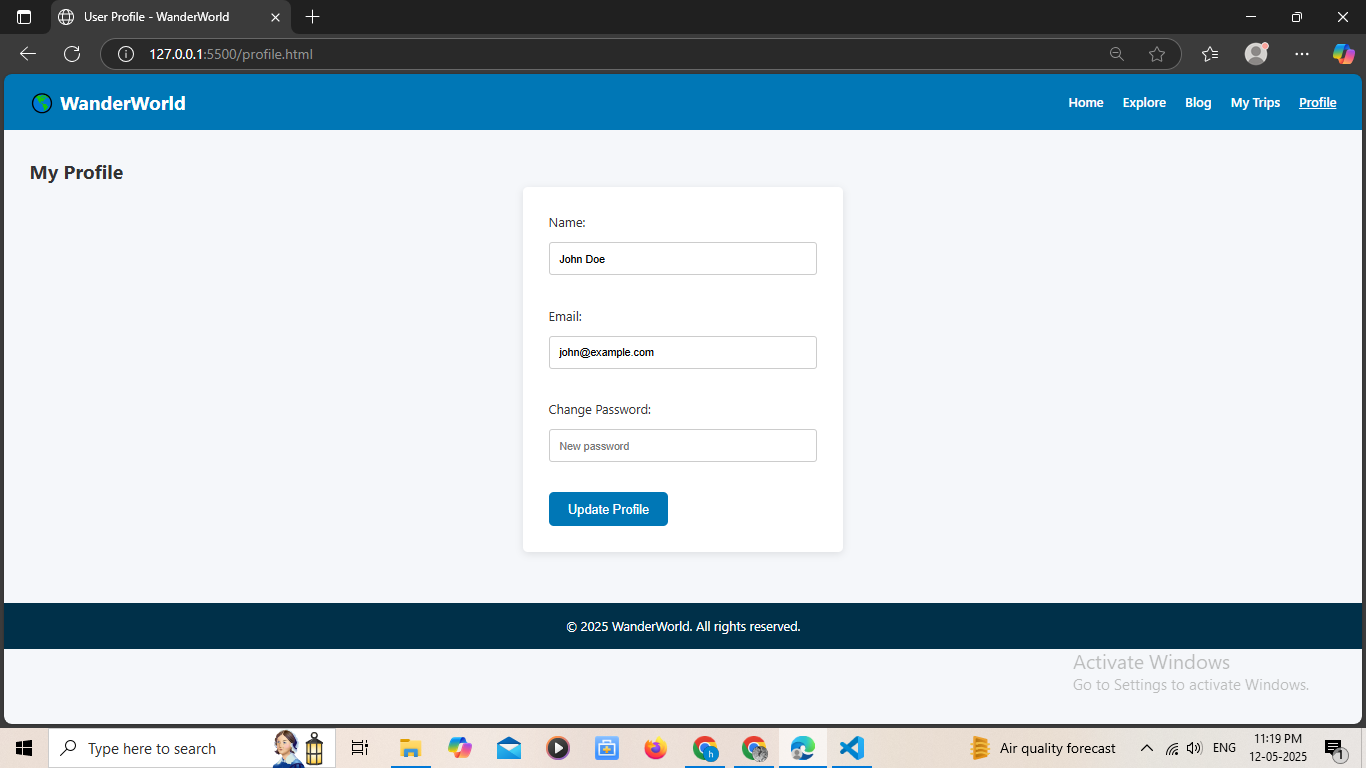 User Profile - WanderWorld
127.0.0.1:5500/profile.html
WanderWorld
Home
Explore
Blog
My Trips
Profile
My Profile
Name:
John Doe
Email:
john@example.com
Change Password:
New password
Update Profile
© 2025 WanderWorld. All rights reserved.
Activate Windows
Go to Settings to activate Windows.
Type here to search
h
Air quality forecast
ENG
11:19 PM
12-05-2025
1